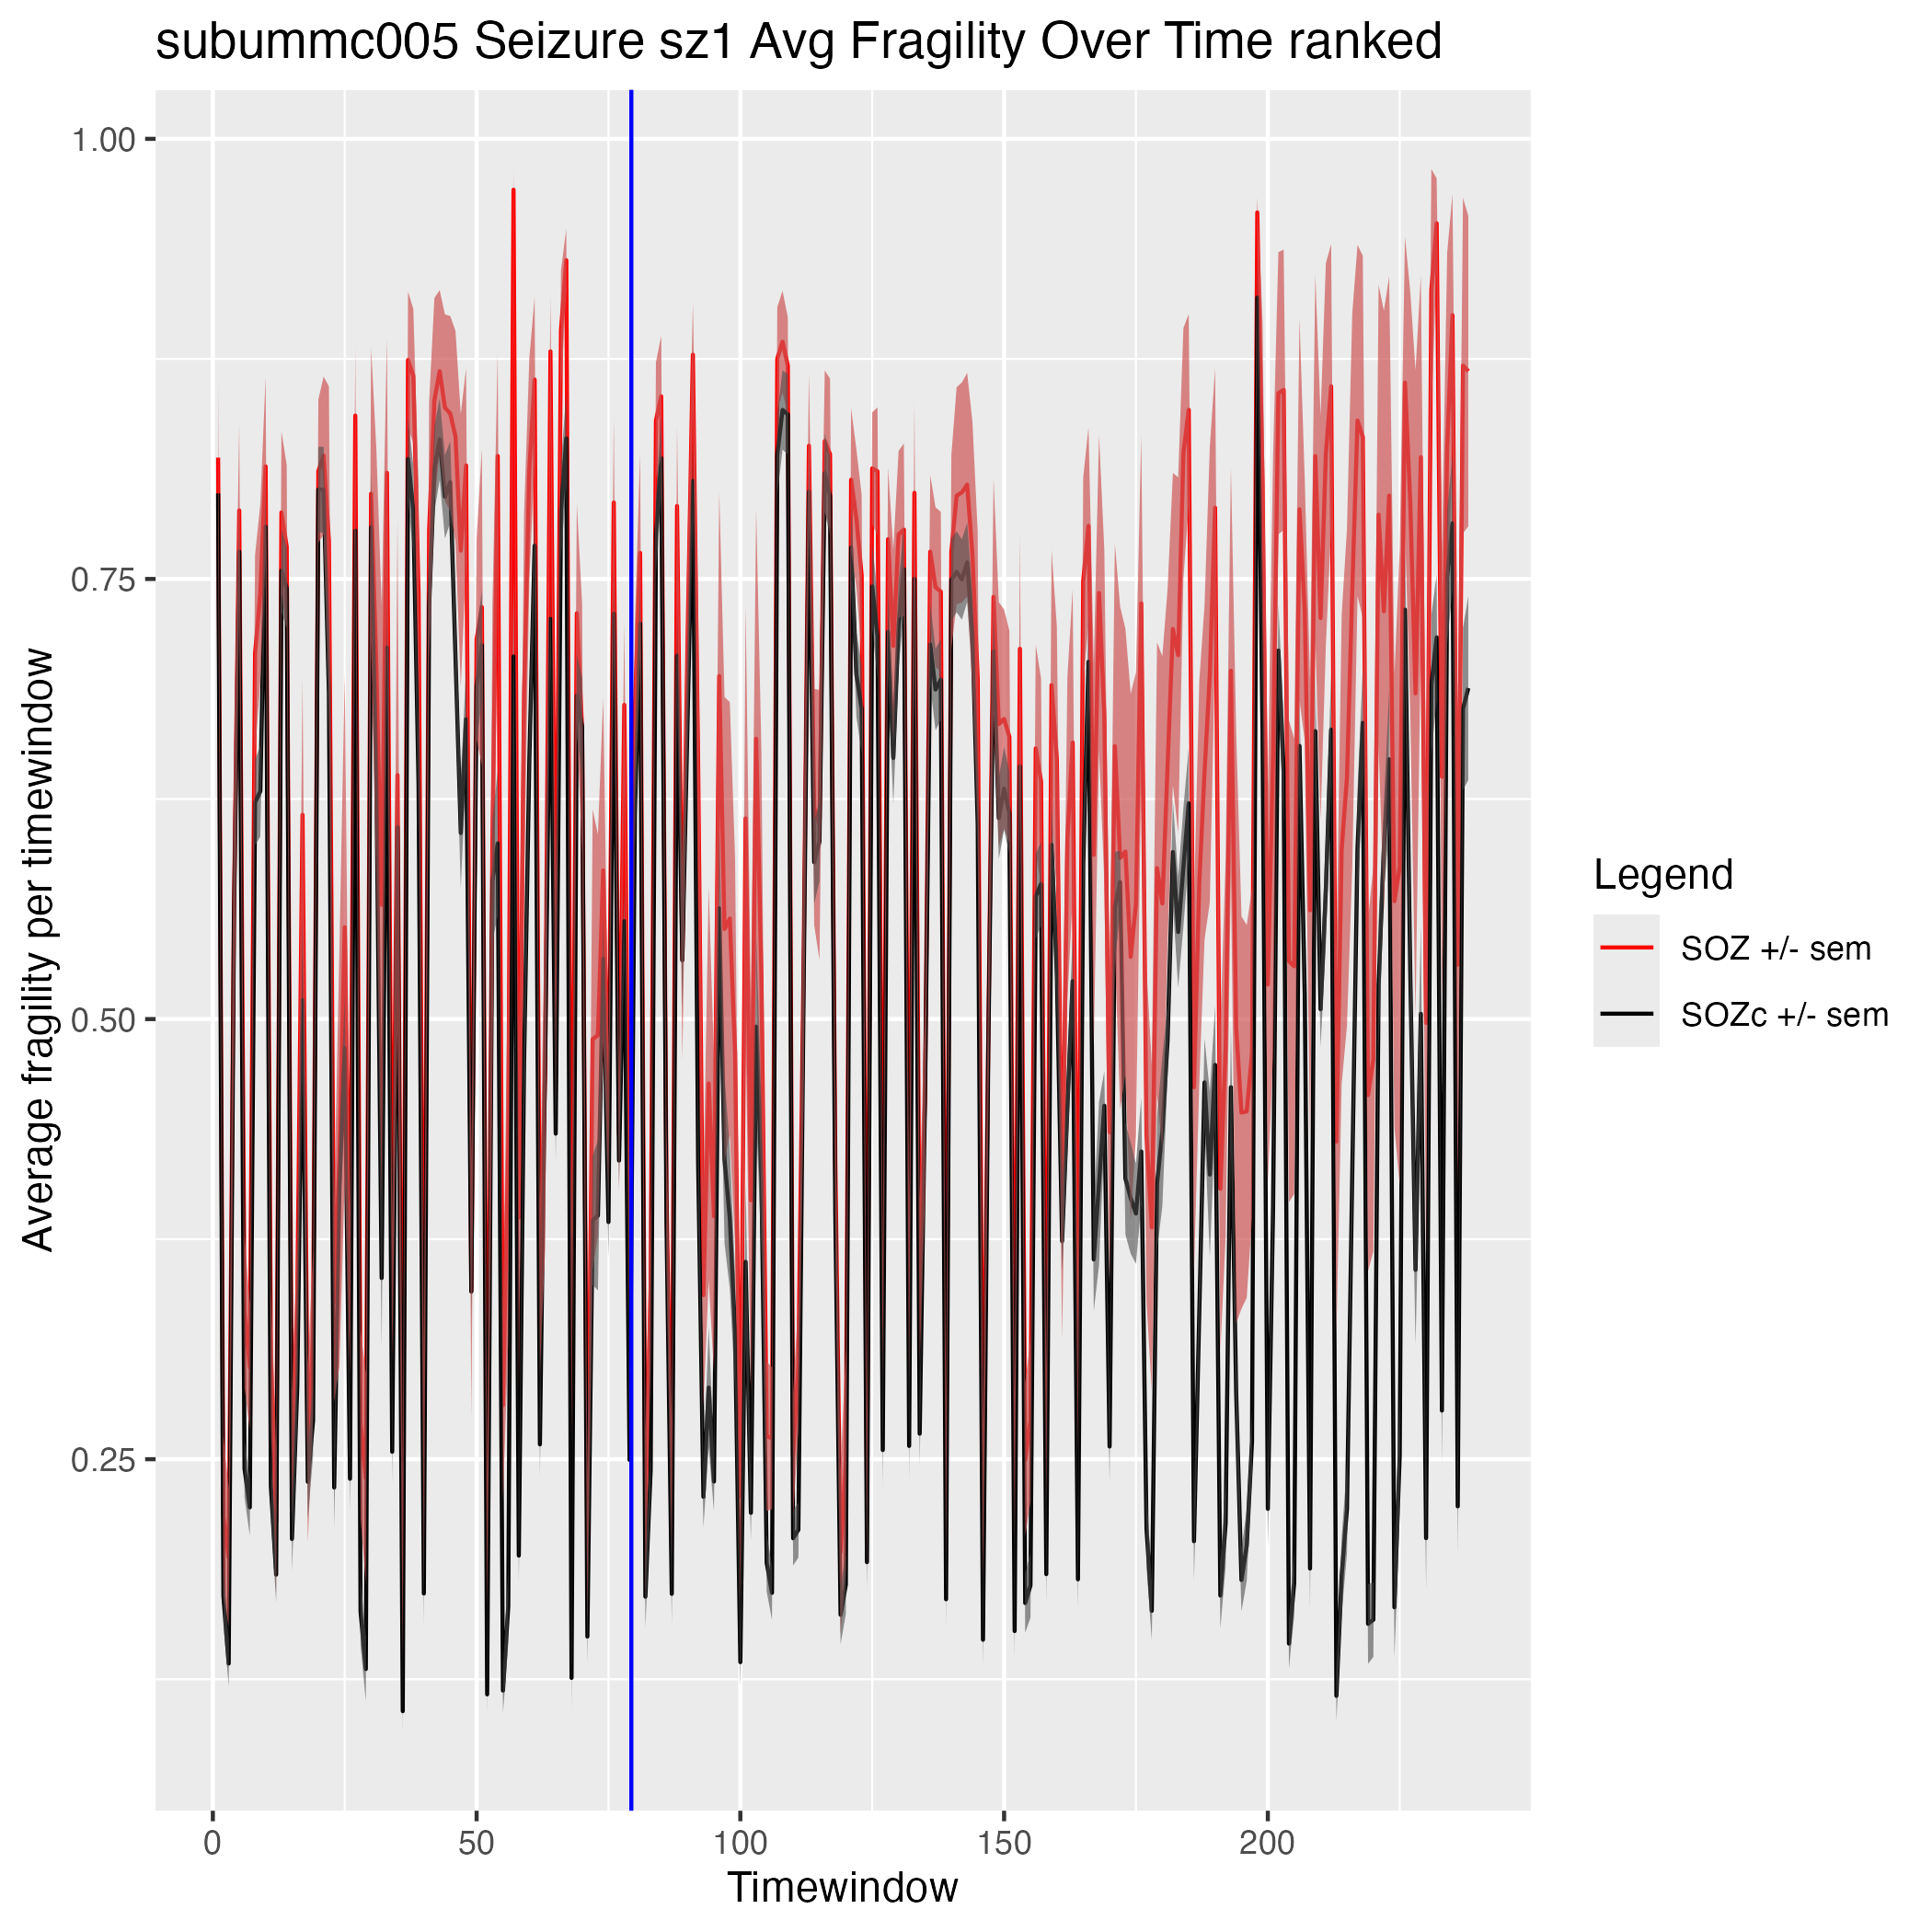 subummc005 Seizure sz1 Avg Fragility Over Time ranked
Average fragility per timewindow
1.00
0.75
0.50
0.25
0
50
100
150
200
Timewindow
Legend
SOZ +/- sem
SOZc +/- sem